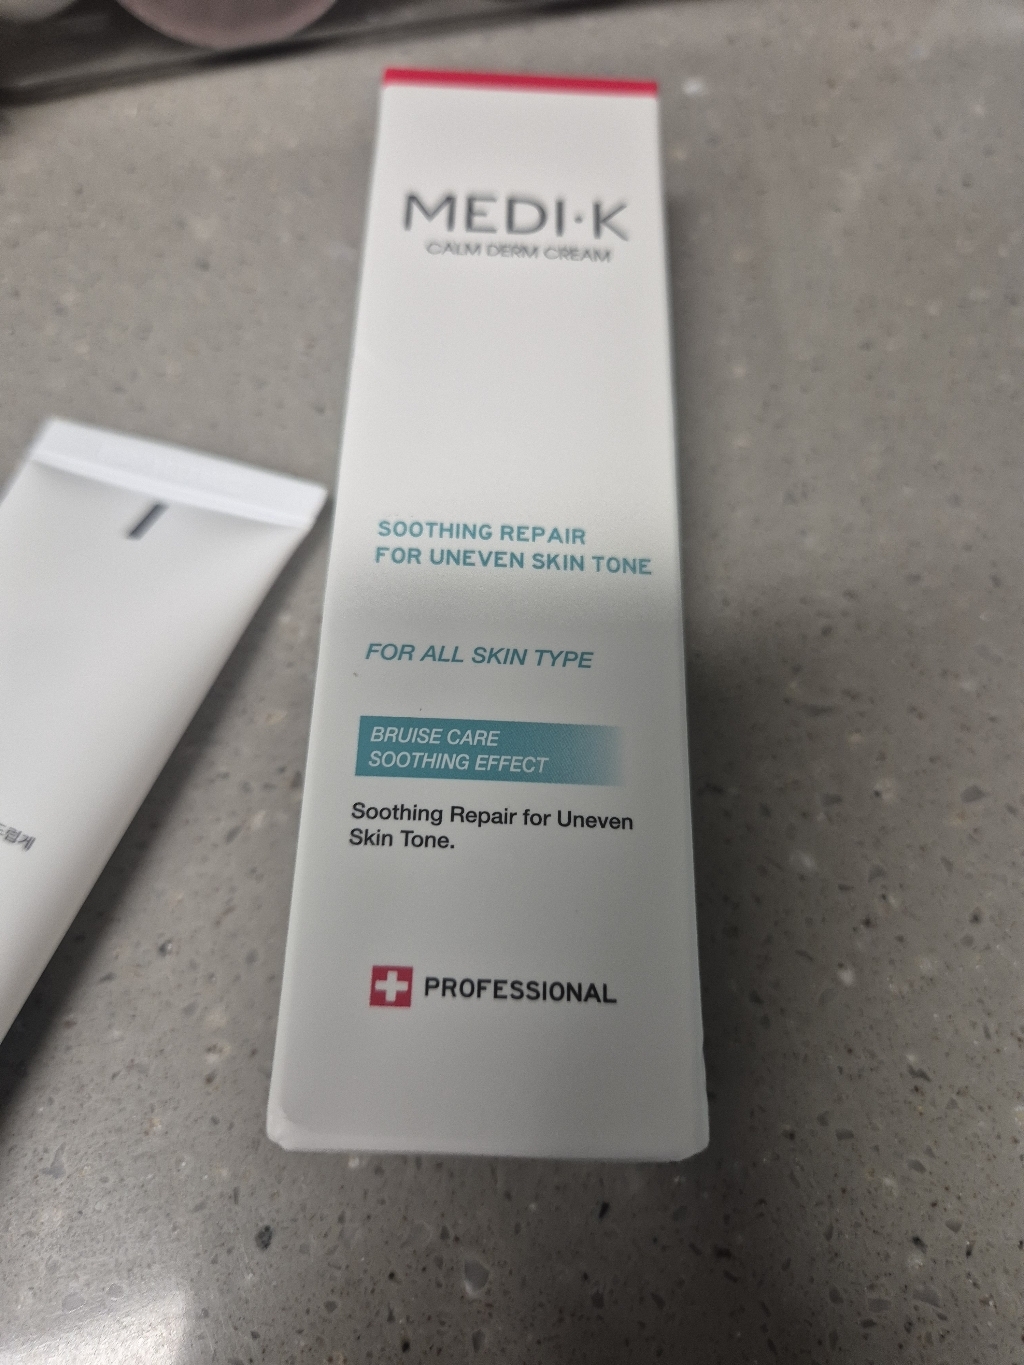 MEDI·K
CALM DERM CREAM
SOOTHING REPAIR
FOR UNEVEN SKIN TONE
FOR ALL SKIN TYPE
BRUISE CARE
SOOTHING EFFECT
Soothing Repair for Uneven
Skin Tone.
PROFESSIONAL